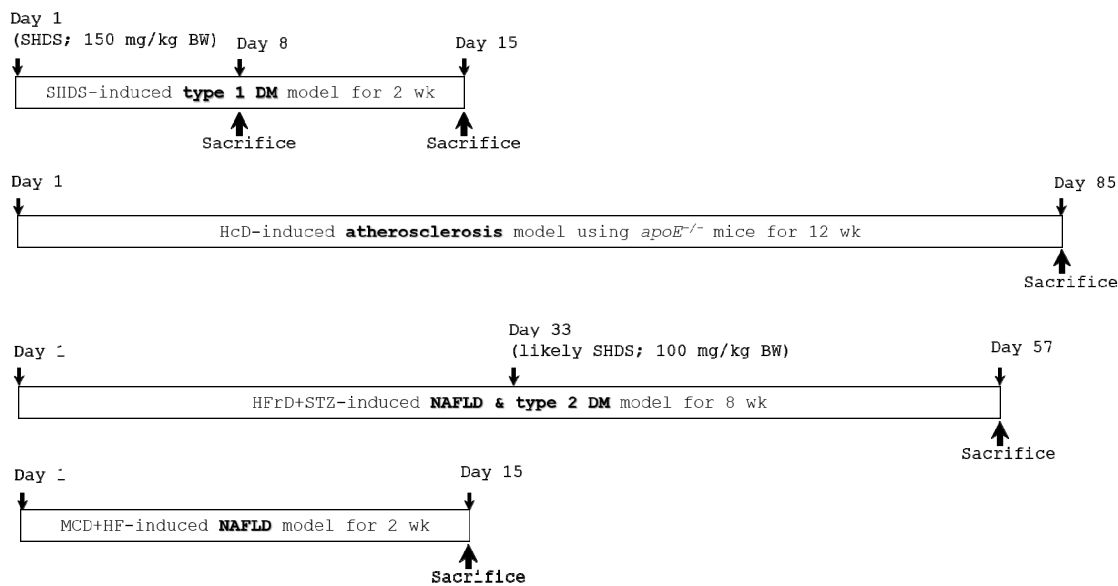 Day 1
(SHDS; 150 mg/kg BW)
Day 8
Day 15
SHDS-induced type 1 DM model for 2 wk
Sacrifice
Sacrifice
Day 1
Day 85
HcD-induced atherosclerosis model using apoE-/- mice for 12 wk
Sacrifice
Day 33
Day 1
(likely SHDS; 100 mg/kg BW)
Day 57
HFrD+STZ-induced NAFLD & type 2 DM model for 8 wk
Sacrifice
Day 1
Day 15
MCD+HF-induced NAFLD model for 2 wk
Sacrifice